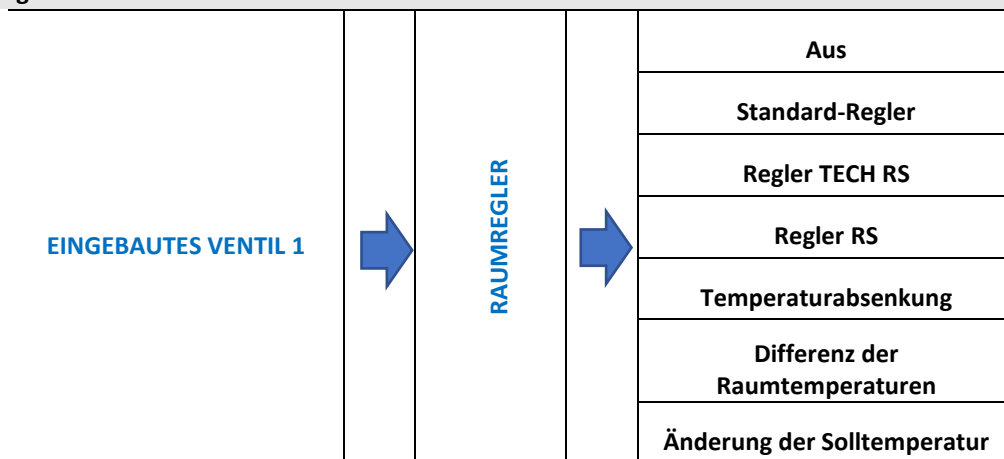 EINGEBAUTES VENTIL 1
RAUMREGLER
Aus
Standard-Regler
Regler TECH RS
Regler RS
Temperaturabsenkung
Differenz der
Raumtemperaturen
Änderung der Solltemperatur